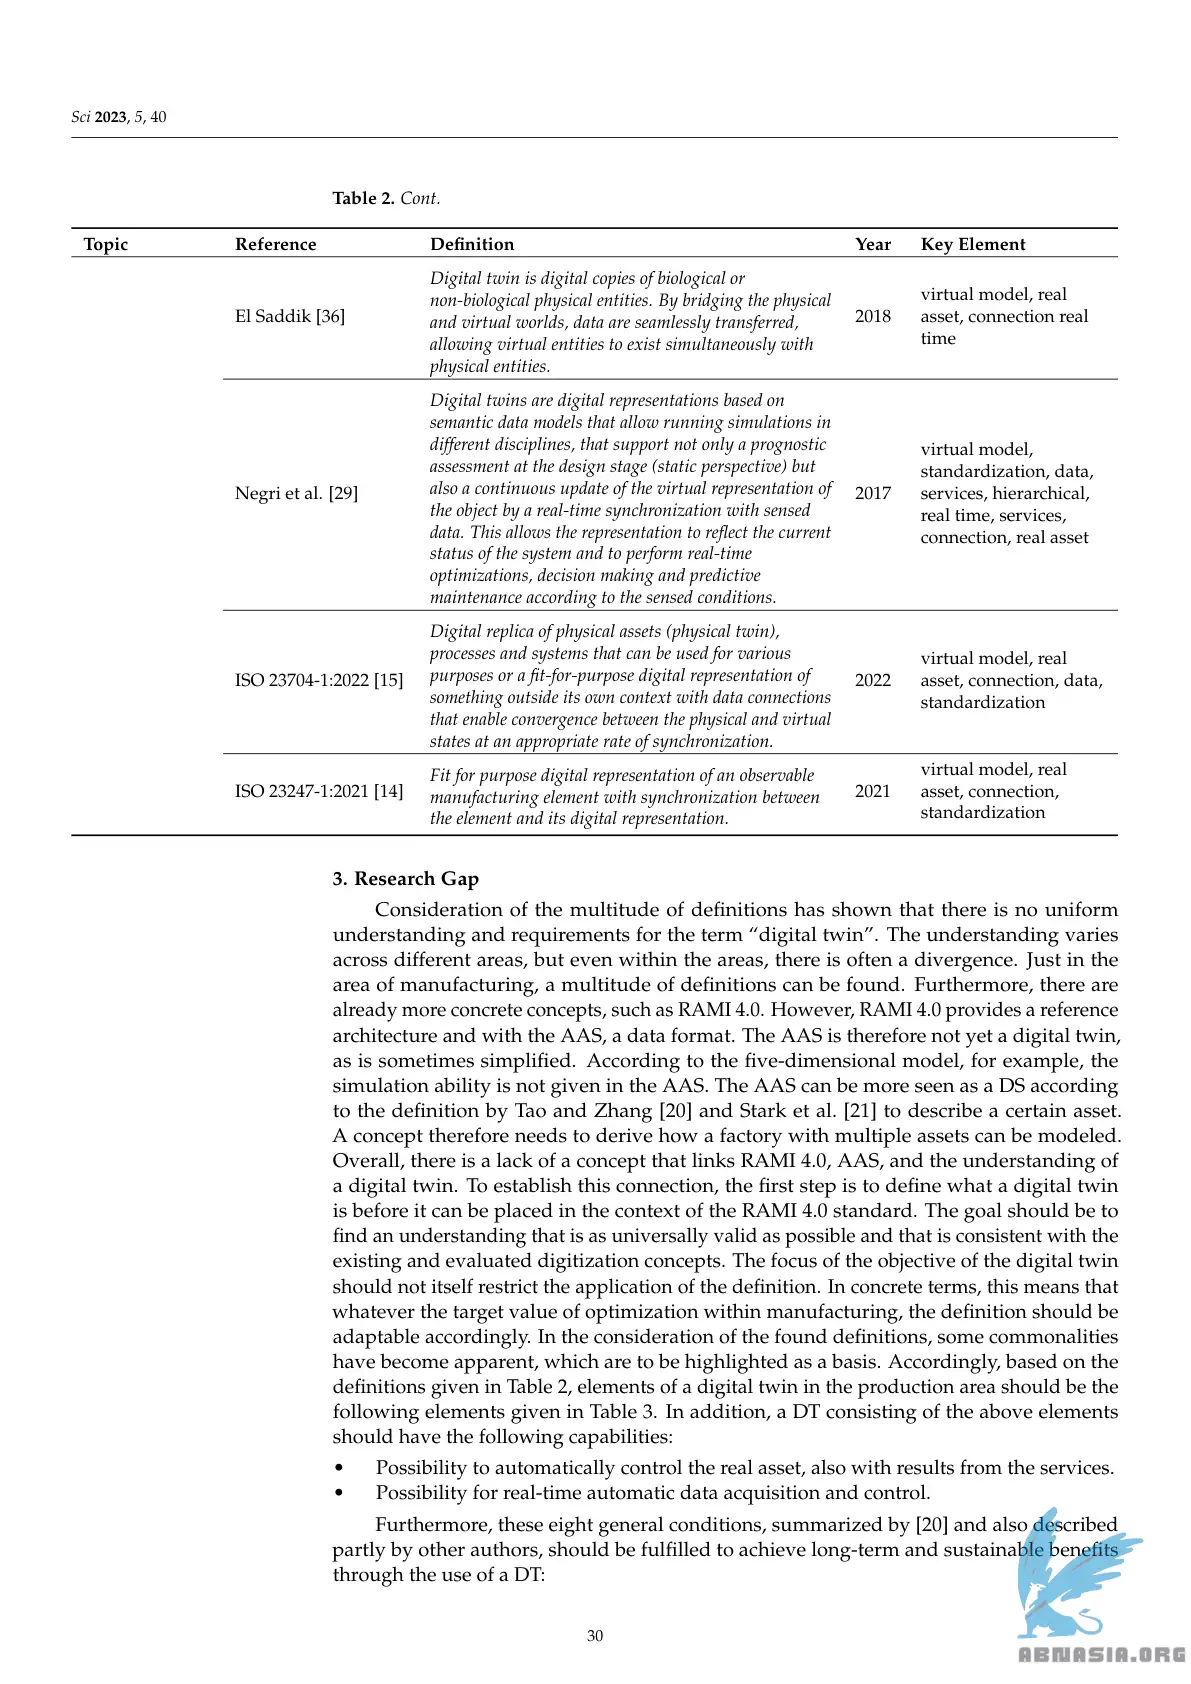 Sci 2023, 5, 40
Table 2. Cont.
Topic Reference Definition Year Key Element
El Saddik [36]
Digital twin is digital copies of biological or
non-biological physical entities. By bridging the physical
and virtual worlds, data are seamlessly transferred,
allowing virtual entities to exist simultaneously with
physical entities.
2018
virtual model, real
asset, connection real
time
Negri et al. [29]
Digital twins are digital representations based on
semantic data models that allow running simulations in
different disciplines, that support not only a prognostic
assessment at the design stage (static perspective) but
also a continuous update of the virtual representation of
the object by a real-time synchronization with sensed
data. This allows the representation to reflect the current
status of the system and to perform real-time
optimizations, decision making and predictive
maintenance according to the sensed conditions.
2017
virtual model,
standardization, data,
services, hierarchical,
real time, services,
connection, real asset
ISO 23704-1:2022 [15]
Digital replica of physical assets (physical twin),
processes and systems that can be used for various
purposes or a fit-for-purpose digital representation of
something outside its own context with data connections
that enable convergence between the physical and virtual
states at an appropriate rate of synchronization.
2022
virtual model, real
asset, connection, data,
standardization
ISO 23247-1:2021 [14]
Fit for purpose digital representation of an observable
manufacturing element with synchronization between
the element and its digital representation.
2021
virtual model, real
asset, connection,
standardization
3. Research Gap
Consideration of the multitude of definitions has shown that there is no uniform
understanding and requirements for the term “digital twin”. The understanding varies
across different areas, but even within the areas, there is often a divergence. Just in the
area of manufacturing, a multitude of definitions can be found. Furthermore, there are
already more concrete concepts, such as RAMI 4.0. However, RAMI 4.0 provides a reference
architecture and with the AAS, a data format. The AAS is therefore not yet a digital twin,
as is sometimes simplified. According to the five-dimensional model, for example, the
simulation ability is not given in the AAS. The AAS can be more seen as a DS according
to the definition by Tao and Zhang [20] and Stark et al. [21] to describe a certain asset.
A concept therefore needs to derive how a factory with multiple assets can be modeled.
Overall, there is a lack of a concept that links RAMI 4.0, AAS, and the understanding of
a digital twin. To establish this connection, the first step is to define what a digital twin
is before it can be placed in the context of the RAMI 4.0 standard. The goal should be to
find an understanding that is as universally valid as possible and that is consistent with the
existing and evaluated digitization concepts. The focus of the objective of the digital twin
should not itself restrict the application of the definition. In concrete terms, this means that
whatever the target value of optimization within manufacturing, the definition should be
adaptable accordingly. In the consideration of the found definitions, some commonalities
have become apparent, which are to be highlighted as a basis. Accordingly, based on the
definitions given in Table 2, elements of a digital twin in the production area should be the
following elements given in Table 3. In addition, a DT consisting of the above elements
should have the following capabilities:
• Possibility to automatically control the real asset, also with results from the services.
• Possibility for real-time automatic data acquisition and control.
Furthermore, these eight general conditions, summarized by [20] and also described
partly by other authors, should be fulfilled to achieve long-term and sustainable benefits
through the use of a DT:
30
ABNASIA.ORG